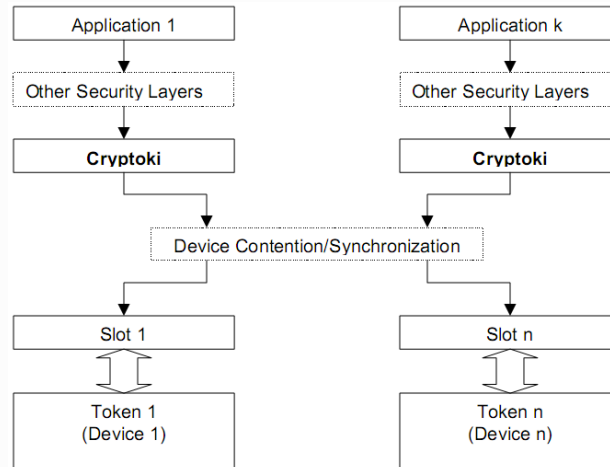 Application 1
Application k
Other Security Layers
Other Security Layers
Cryptoki
Cryptoki
Device Contention/Synchronization
Slot 1
Slot n
Token 1
(Device 1)
Token n
(Device n)